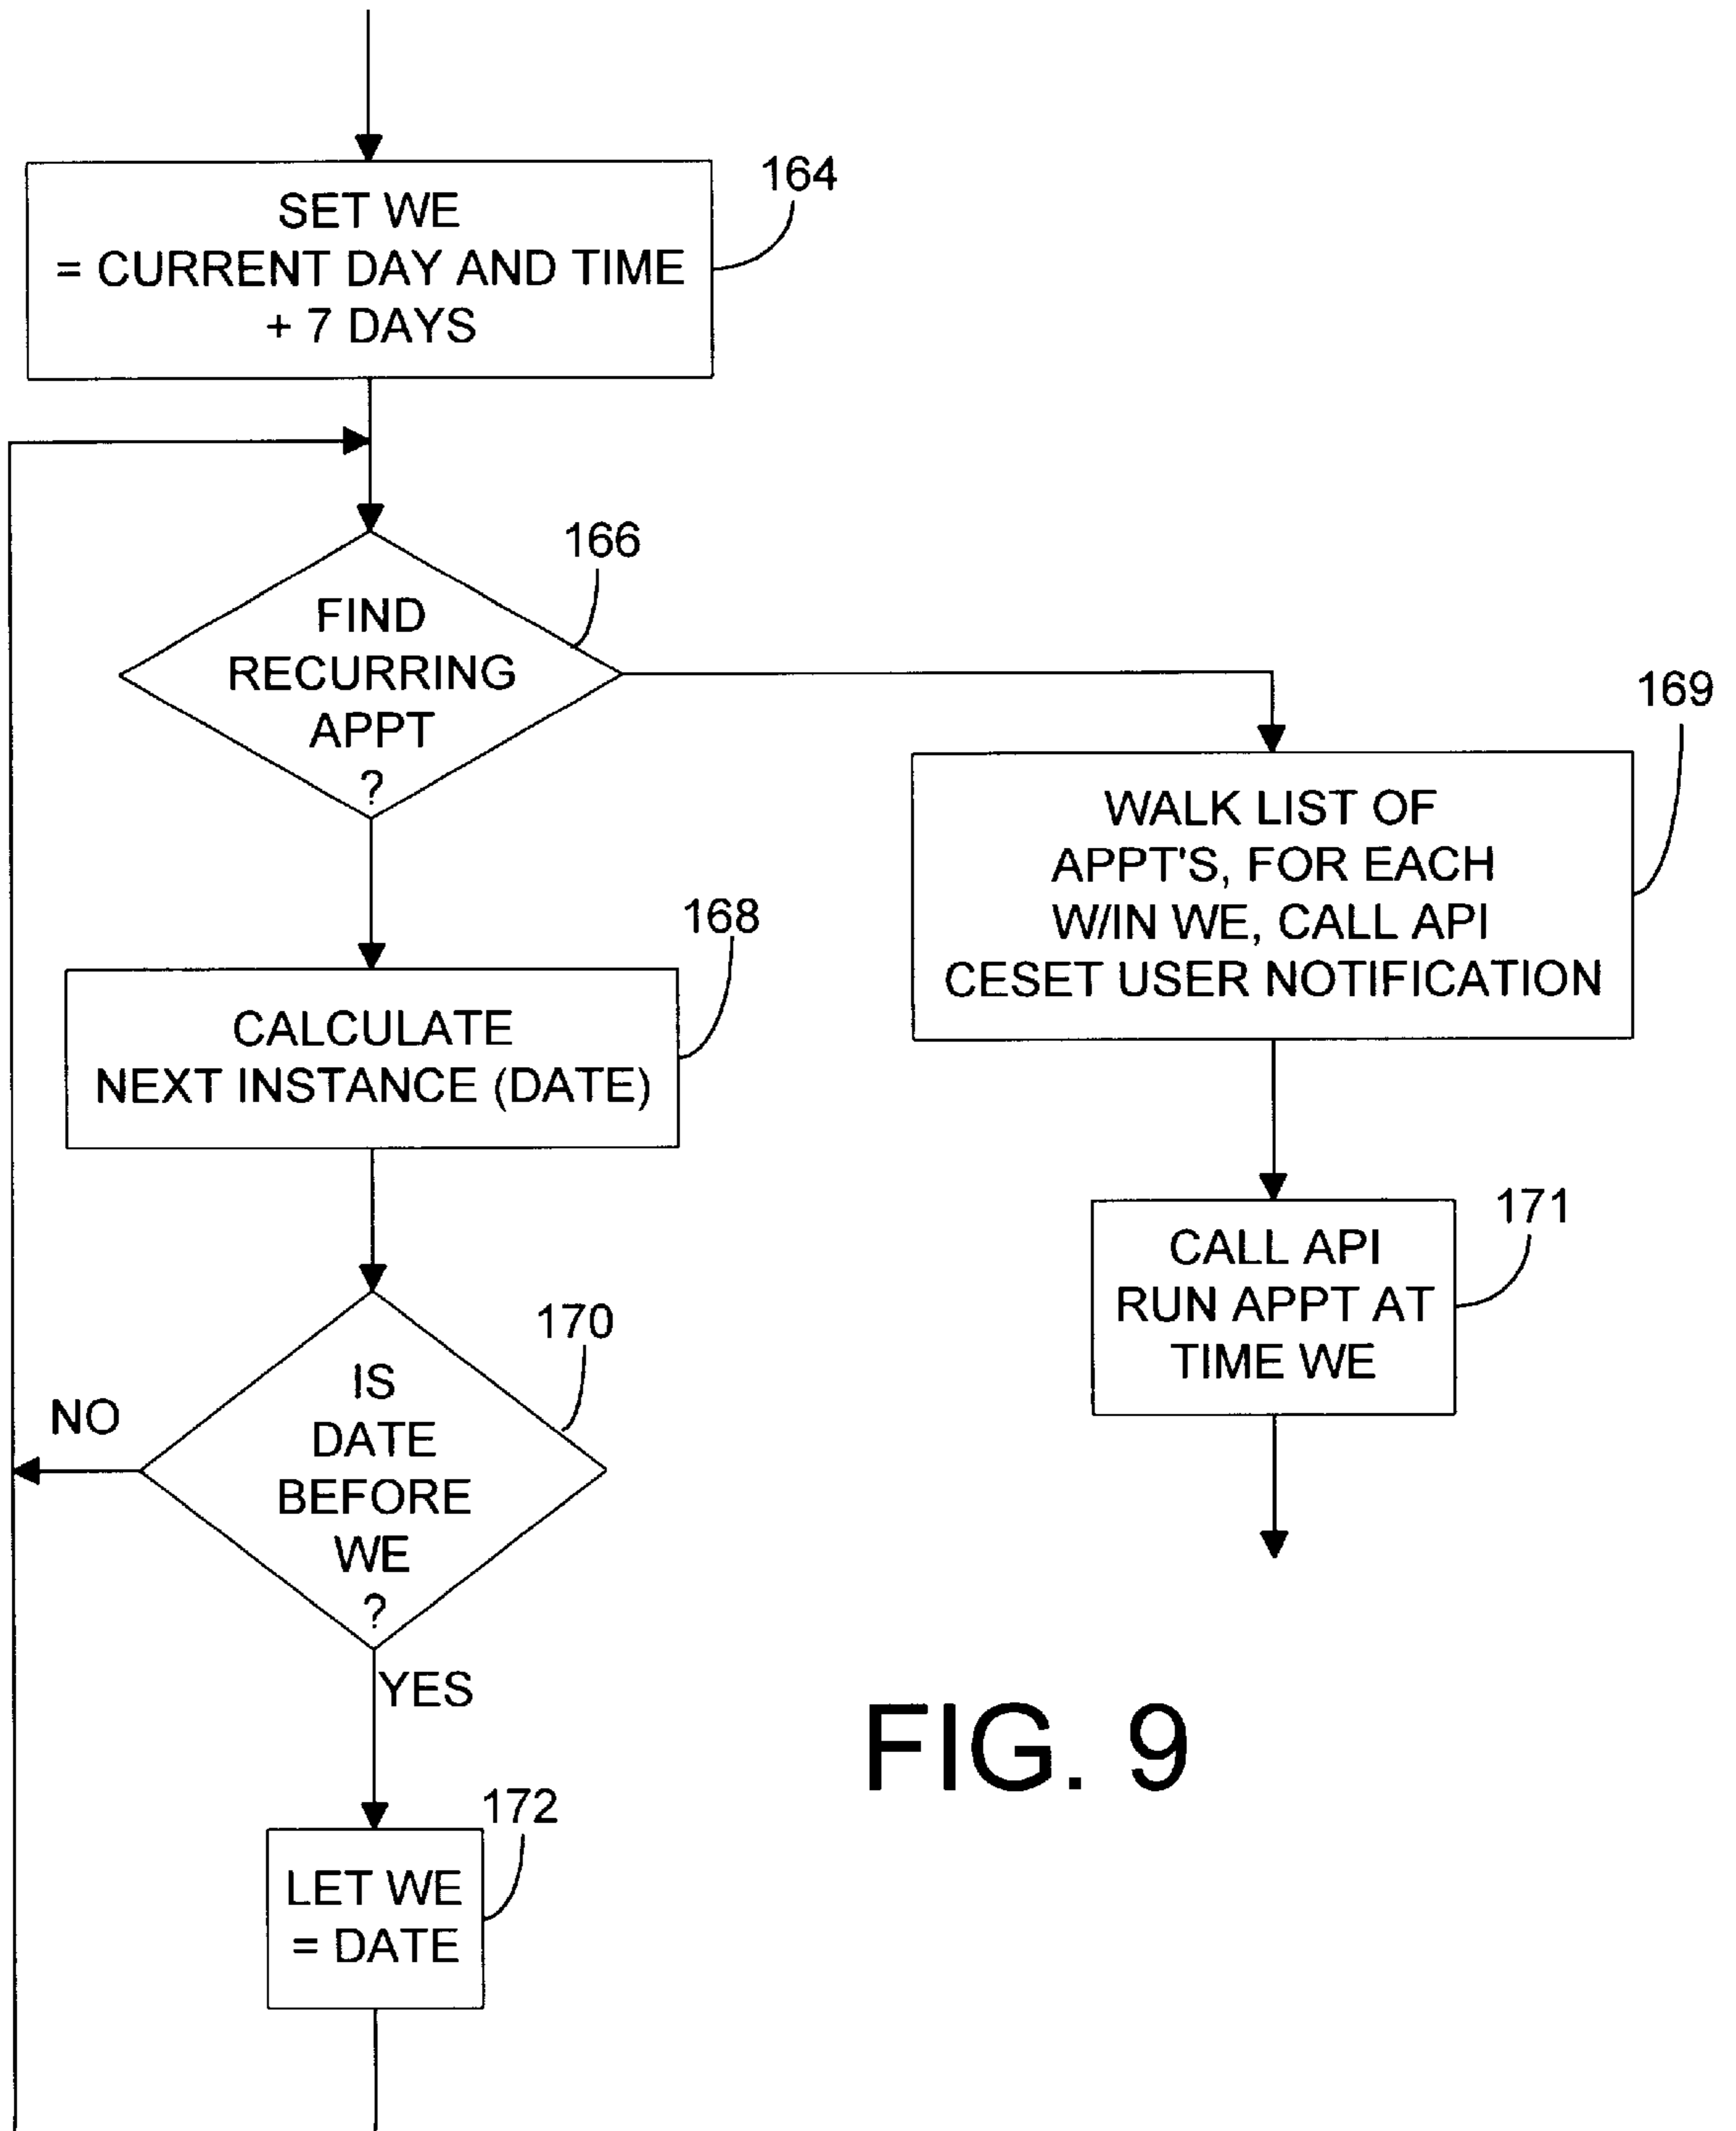 SET WE
= CURRENT DAY AND TIME
+ 7 DAYS
164
FIND
RECURRING
APPT
?
166
WALK LIST OF
APPT'S, FOR EACH
W/IN WE, CALL API
CESET USER NOTIFICATION
169
CALCULATE
NEXT INSTANCE (DATE)
168
CALL API
RUN APPT AT
TIME WE
171
IS
DATE
BEFORE
WE
?
170
NO
YES
LET WE
= DATE
172
FIG. 9